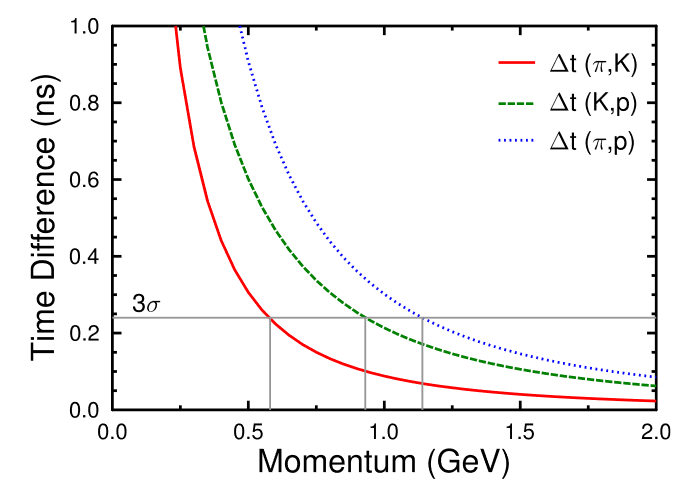 Time Difference (ns)
1.0
0.8
0.6
0.4
0.2
0.0
3σ
Δt (π,K)
Δt (K,p)
Δt (π,p)
0.0 0.5 1.0 1.5 2.0
Momentum (GeV)